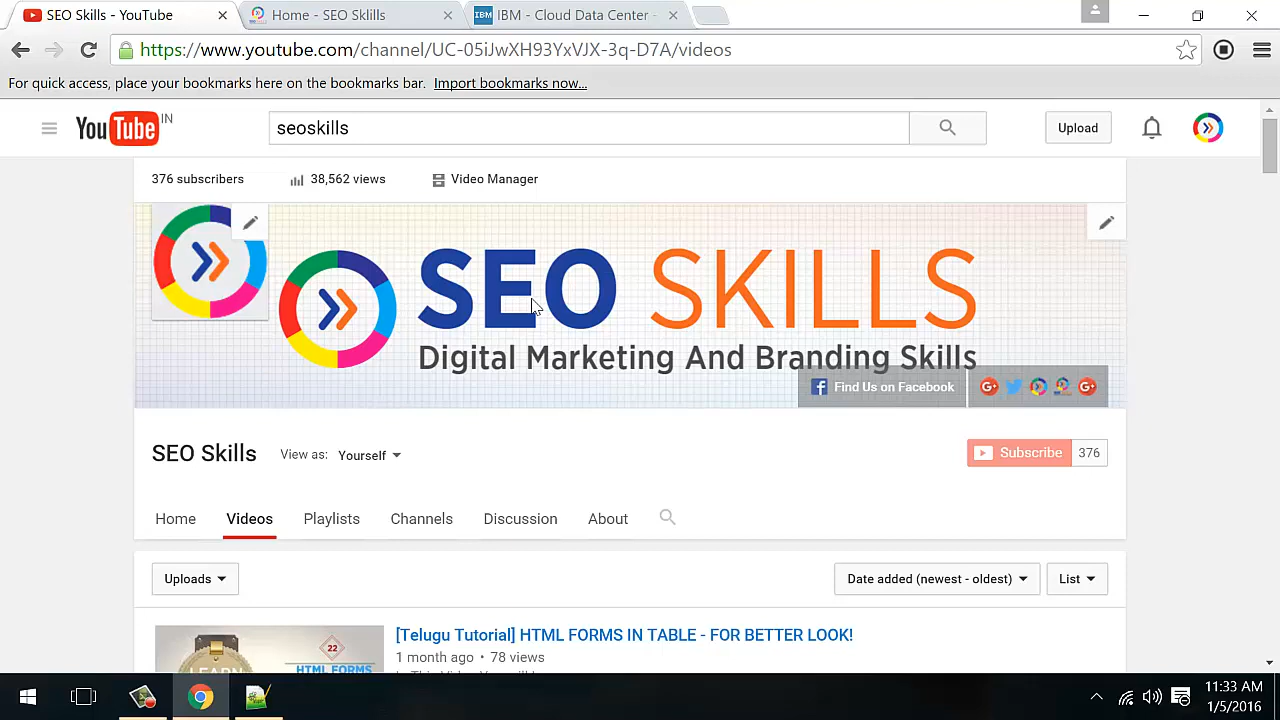 SEO Skills - YouTube
Home - SEO Sklills
IBM - Cloud Data Center -
https://www.youtube.com/channel/UC-05iJwXH93YxVJX-3q-D7A/videos
For quick access, place your bookmarks here on the bookmarks bar. Import bookmarks now...
YouTube IN
seoskills
Upload
376 subscribers
38,562 views
Video Manager
SEO SKILLS
Digital Marketing And Branding Skills
Find Us on Facebook
SEO Skills
View as: Yourself
Subscribe 376
Home
Videos
Playlists
Channels
Discussion
About
Uploads
Date added (newest - oldest)
List
[Telugu Tutorial] HTML FORMS IN TABLE - FOR BETTER LOOK!
1 month ago • 78 views
22
LEARN
HTML FORMS
11:33 AM
1/5/2016